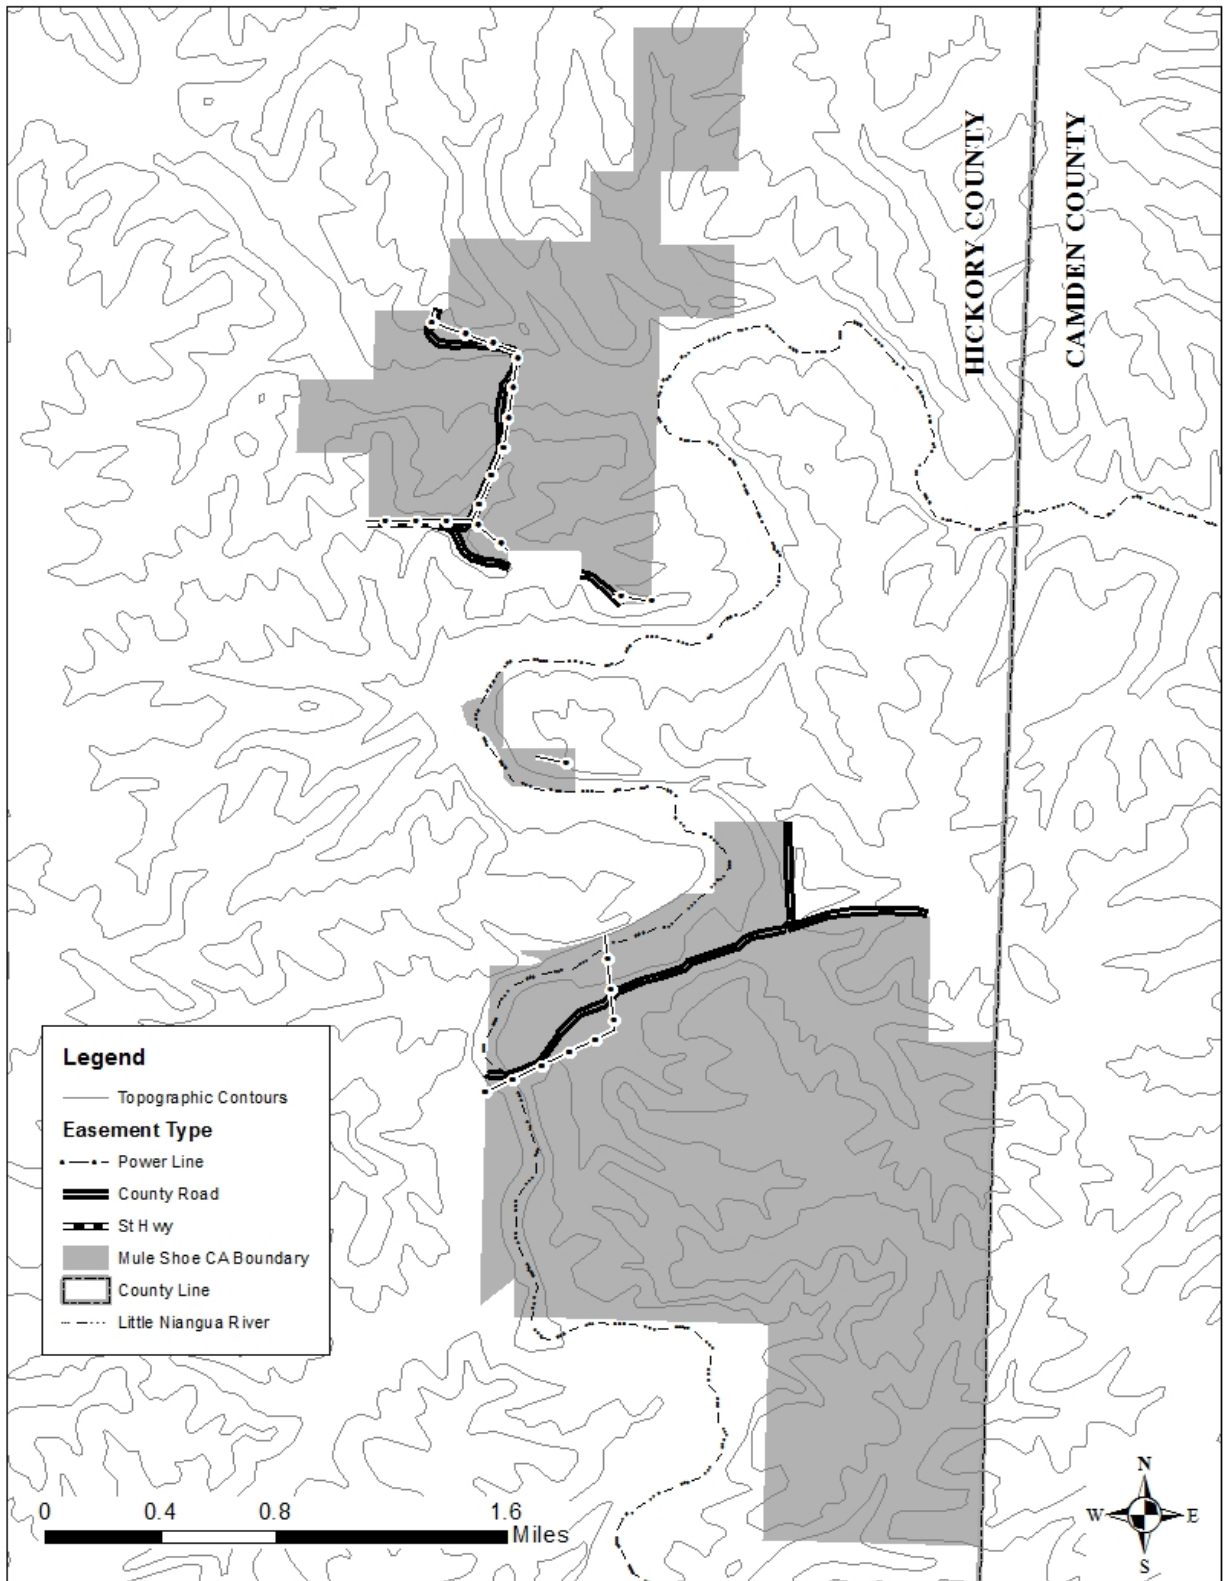 HICKORY COUNTY
CAMDEN COUNTY
Legend
Topographic Contours
Easement Type
Power Line
County Road
St Hwy
Mule Shoe CA Boundary
County Line
Little Niangua River
0 0.4 0.8 1.6
Miles
N
W E
S